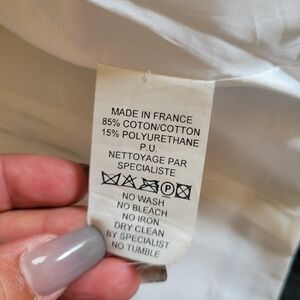 MADE IN FRANCE
85% COTON/COTTON
15% POLYURETHANE
P.U.
NETTOYAGE PAR
SPECIALISTE
NO WASH
NO BLEACH
NO IRON
DRY CLEAN
BY SPECIALIST
NO TUMBLE